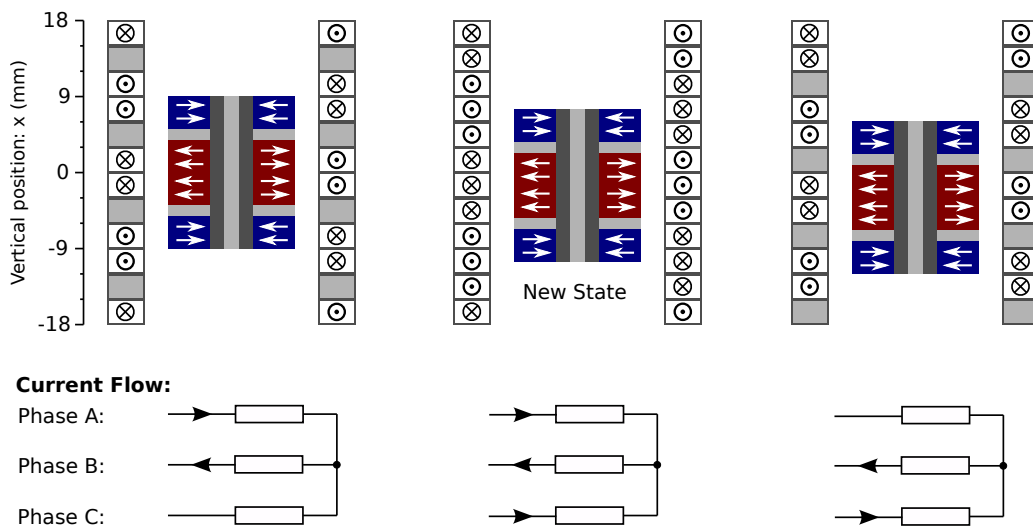 18
9
0
-9
-18
Vertical position: x (mm)
New State
Current Flow:
Phase A:
Phase B:
Phase C: